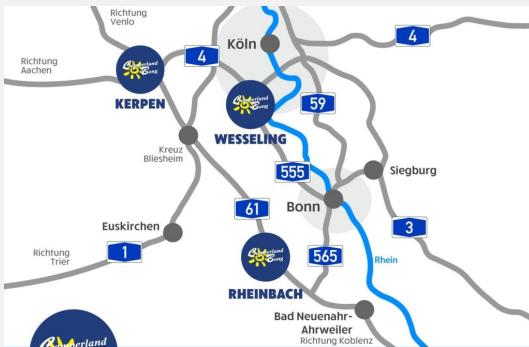 Richtung
Venlo
Köln
4
4
Richtung
Aachen
KERPEN
59
WESSELING
Kreuz
Bliesheim
555
Siegburg
Bonn
61
Euskirchen
3
1
565
Richtung
Trier
Rhein
RHEINBACH
Bad Neuenahr-
Ahrweiler
Richtung Koblenz